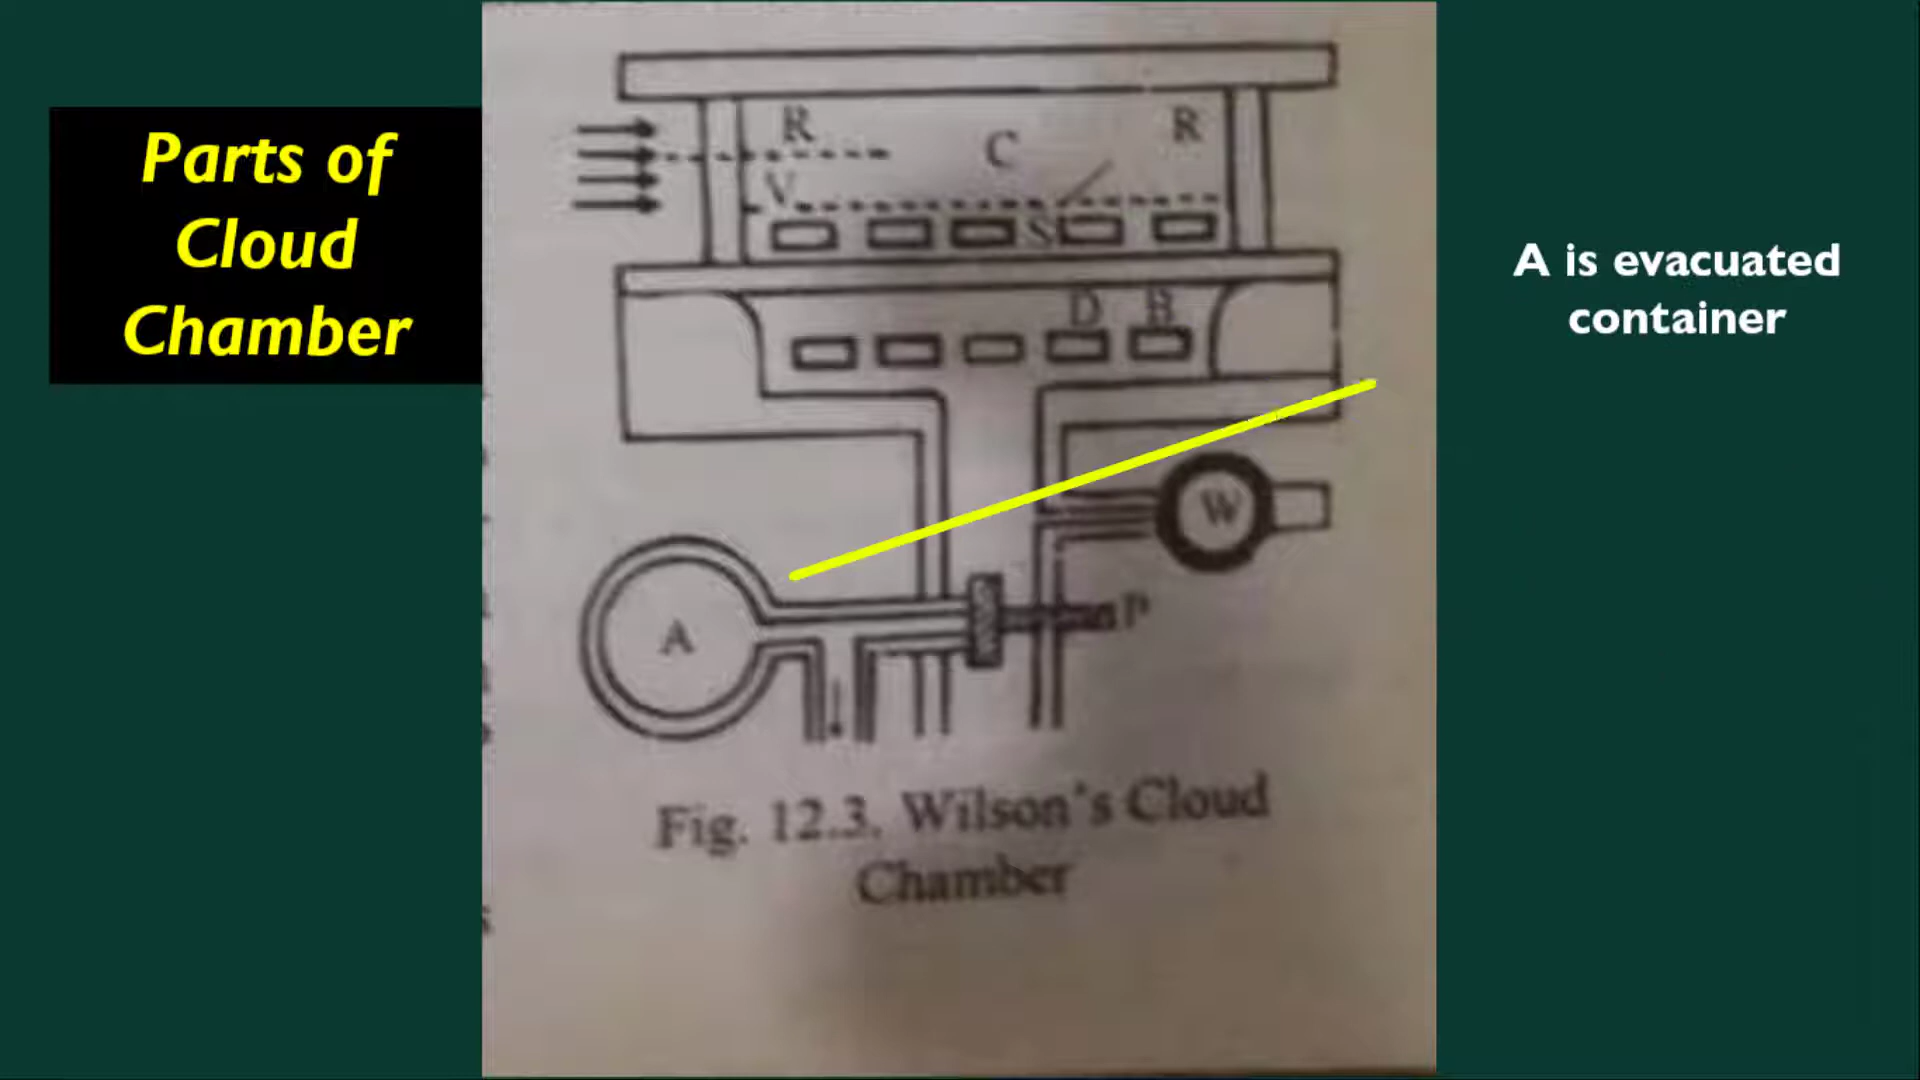 Parts of
Cloud
Chamber
R
C
R
V
S
D B
W
A
P
Fig. 12.3. Wilson's Cloud
Chamber
A is evacuated
container